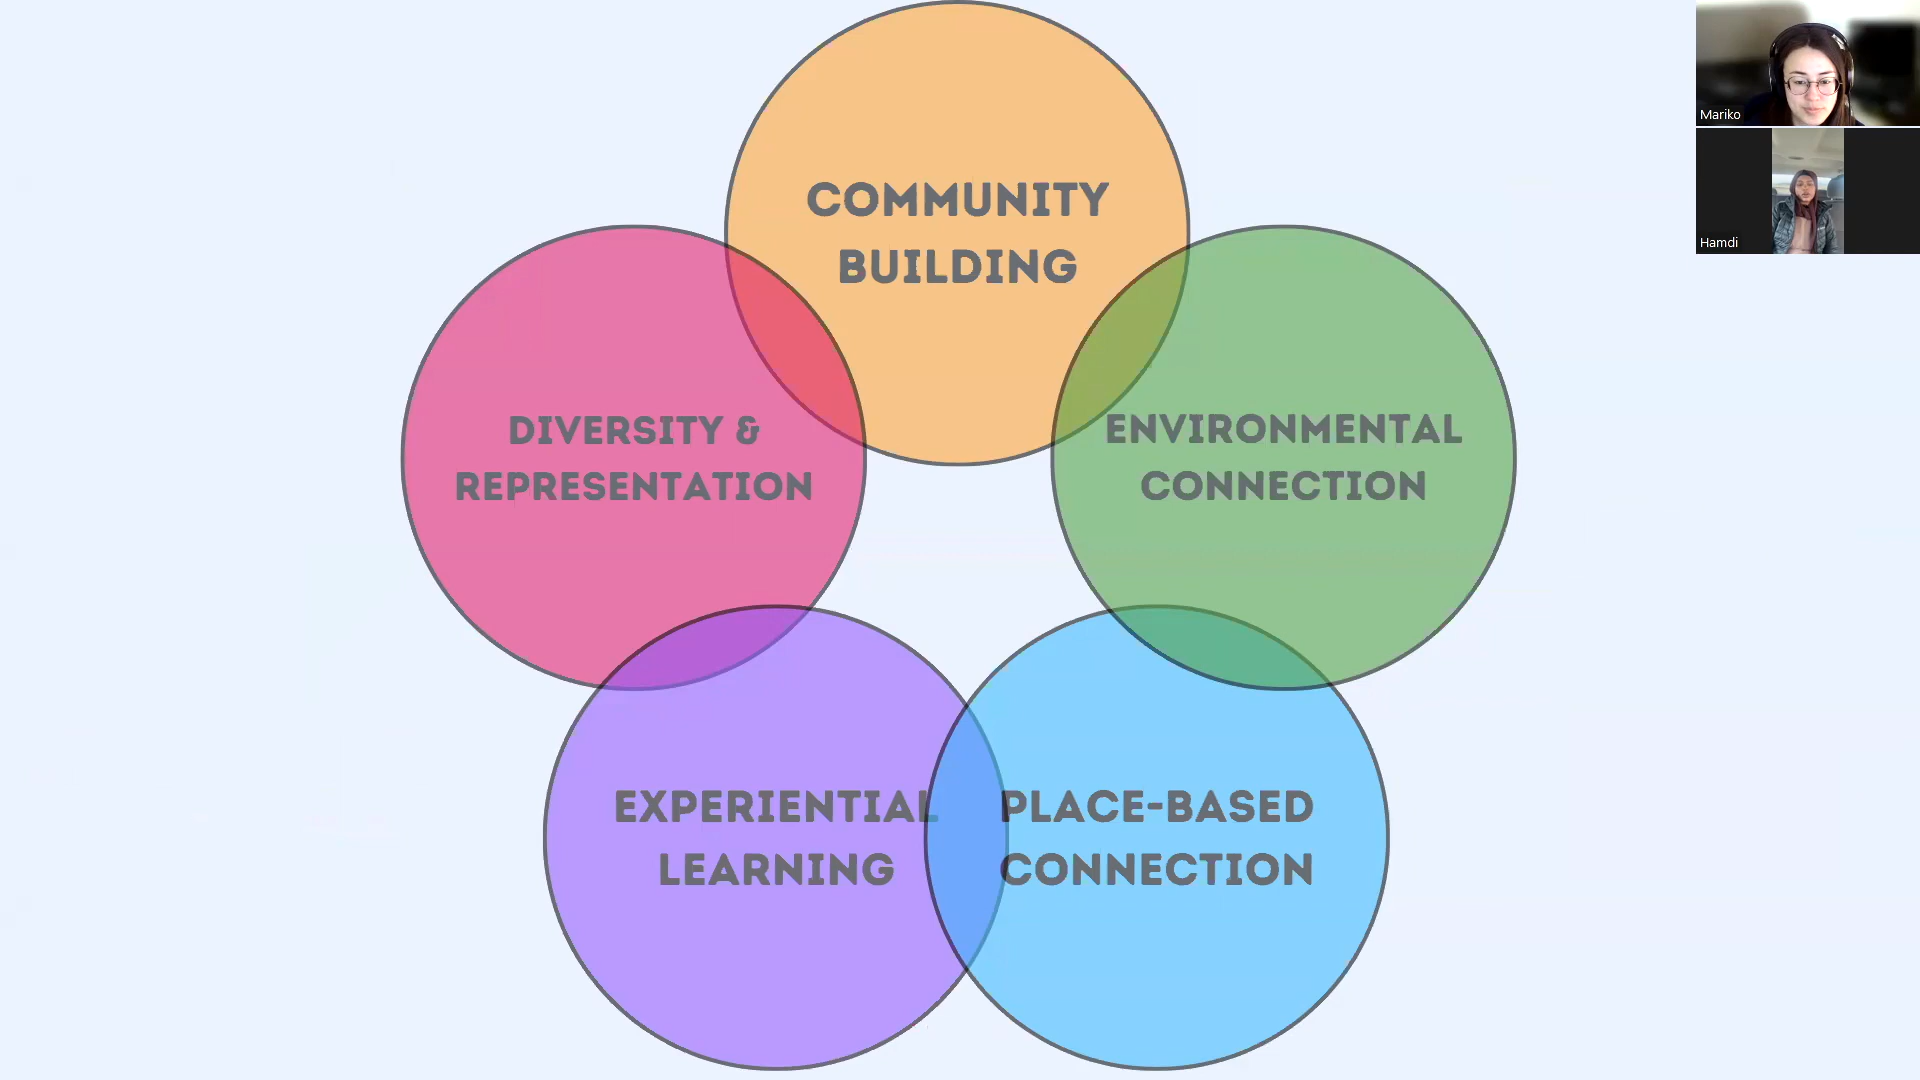 COMMUNITY
BUILDING
DIVERSITY &
REPRESENTATION
ENVIRONMENTAL
CONNECTION
EXPERIENTIAL
LEARNING
PLACE-BASED
CONNECTION
Mariko
Hamdi